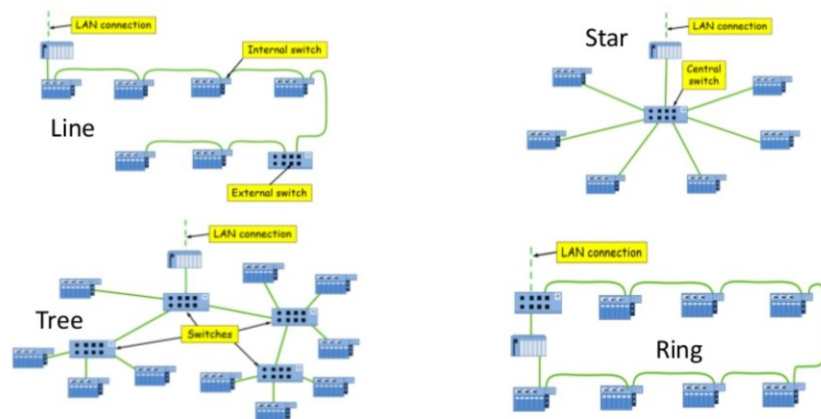 LAN connection
Internal switch
Line
External switch
LAN connection
Star
Central
switch
LAN connection
Tree
Switches
LAN connection
Ring